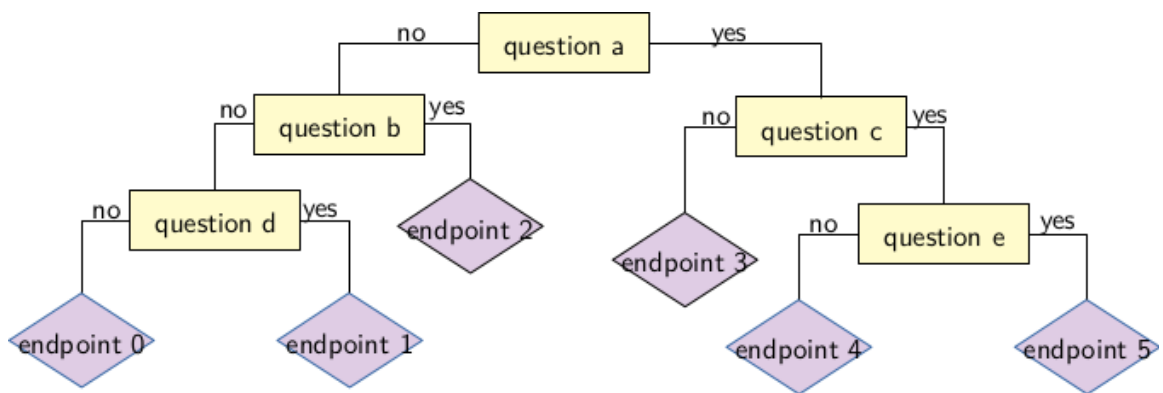 no
question a
yes
no
question b
yes
no
question c
yes
no
question d
yes
endpoint 2
no
question e
yes
endpoint 3
endpoint 0
endpoint 1
endpoint 4
endpoint 5